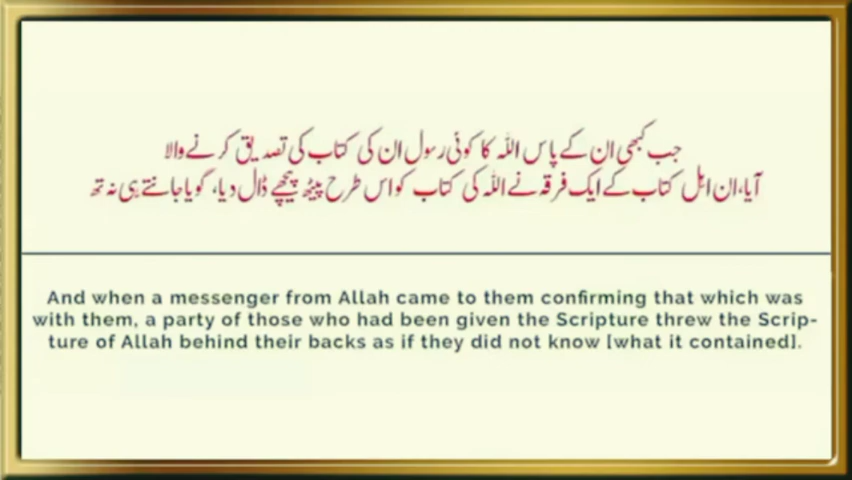 جب کبھی ان کے پاس اللہ کا کوئی رسول ان کی کتاب کی تصدیق کرنے والا
آیا، ان اہل کتاب کے ایک فرقہ نے اللہ کی کتاب کو اس طرح پیٹھ پیچھے ڈال دیا، گویا جانتے ہی نہ تھ
And when a messenger from Allah came to them confirming that which was
with them, a party of those who had been given the Scripture threw the Scrip-
ture of Allah behind their backs as if they did not know [what it contained].